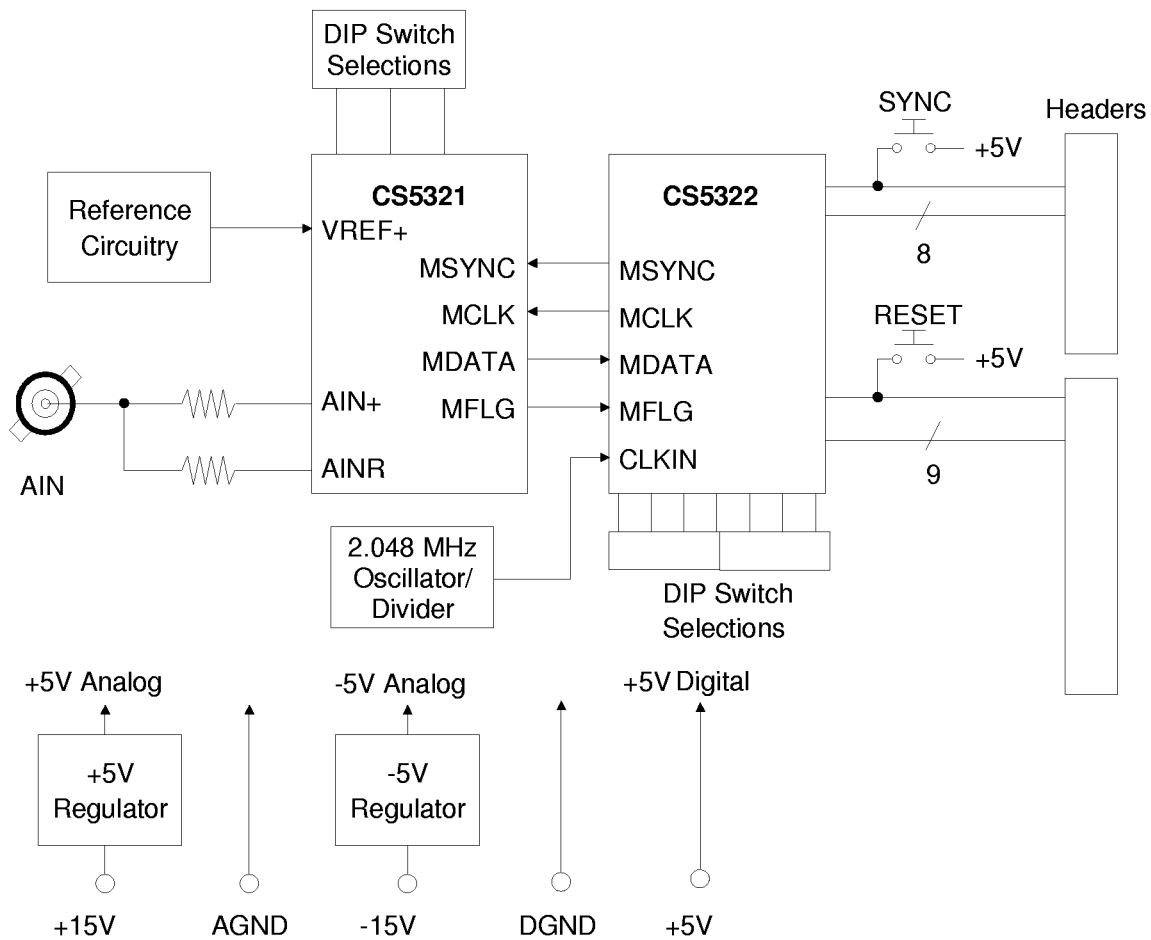 DIP Switch
Selections
SYNC
Headers
+5V
CS5321
CS5322
Reference
Circuitry
VREF+
8
MSYNC
MSYNC
MCLK
MCLK
RESET
+5V
MDATA
MDATA
AIN+
MFLG
MFLG
AINR
CLKIN
9
AIN
2.048 MHz
Oscillator/
Divider
DIP Switch
Selections
+5V Analog
-5V Analog
+5V Digital
+5V
Regulator
-5V
Regulator
+15V
AGND
-15V
DGND
+5V